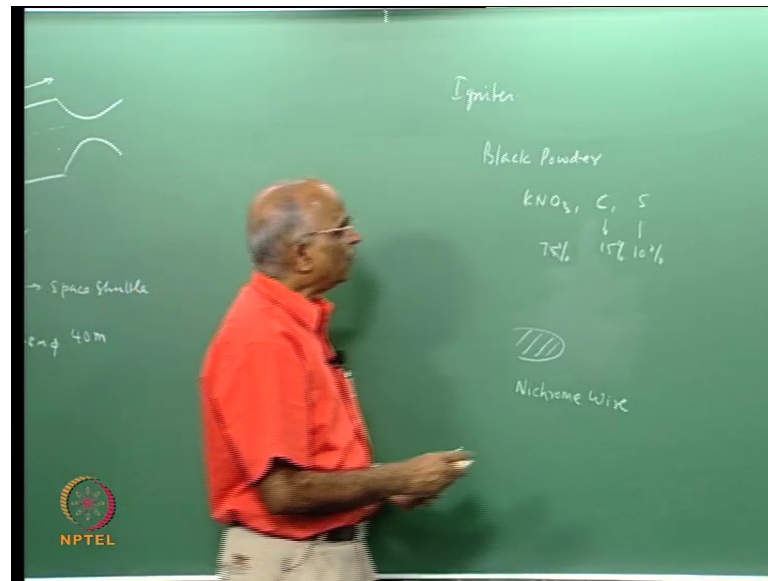 → Space Shuttle
40m
Igniter
Black Powder
KNO3, C, S
75% 15% 10%
Nichrome Wire
NPTEL